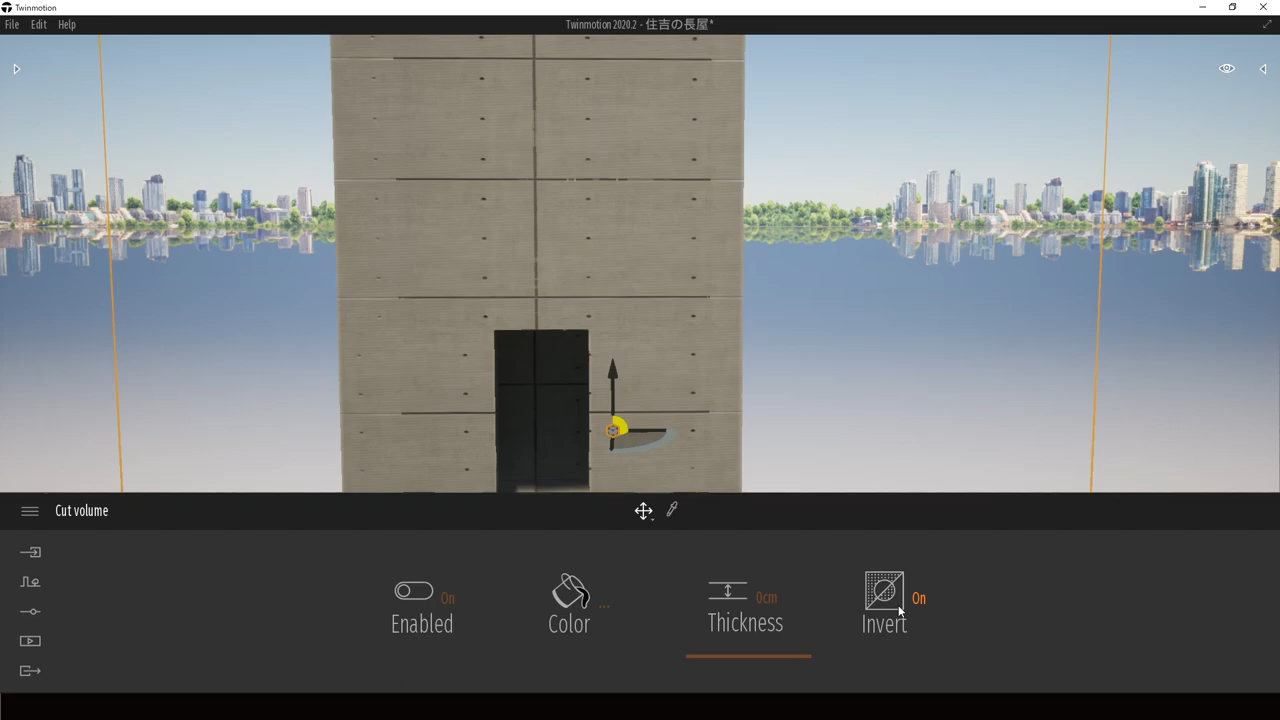 Twinmotion
File Edit Help
Twinmotion 2020.2 - 住吉の長屋*
Cut volume
On
Enabled
...
Color
0cm
Thickness
On
Invert